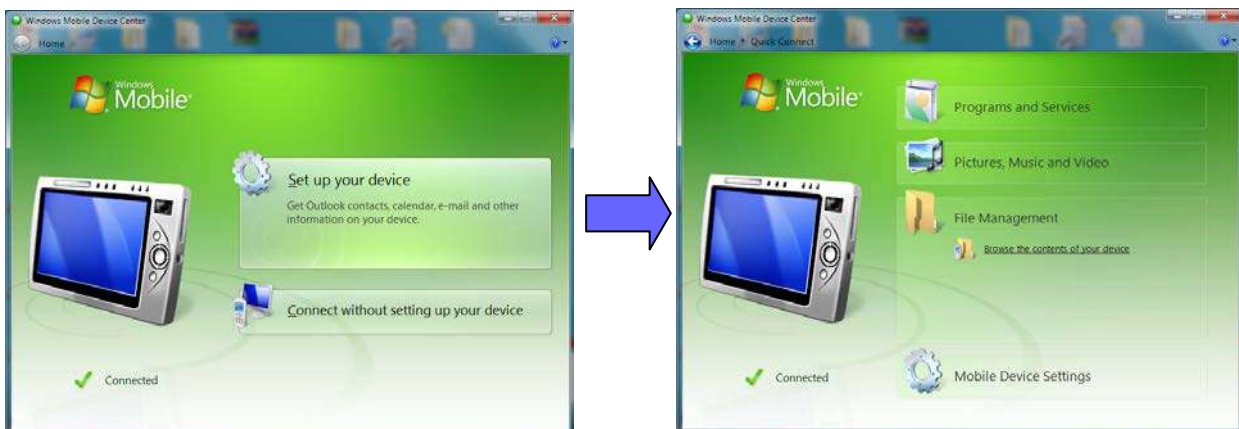 Windows Mobile Device Center
Home
Windows
Mobile
Set up your device
Get Outlook contacts, calendar, e-mail and other
information on your device.
Connect without setting up your device
Connected
Windows Mobile Device Center
Home Quick Connect
Windows
Mobile
Programs and Services
Pictures, Music and Video
File Management
Browse the contents of your device
Mobile Device Settings
Connected